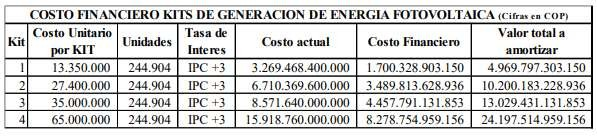 COSTO FINANCIERO KITS DE GENERACION DE ENERGIA FOTOVOLTAICA (Cifras en COP)
Kit Costo Unitario por KIT Unidades Tasa de Interes Costo actual Costo Financiero Valor total a amortizar
1 13.350.000 244.904 IPC +3 3.269.468.400.000 1.700.328.903.150 4.969.797.303.150
2 27.400.000 244.904 IPC +3 6.710.369.600.000 3.489.813.628.936 10.200.183.228.936
3 35.000.000 244.904 IPC +3 8.571.640.000.000 4.457.791.131.853 13.029.431.131.853
4 65.000.000 244.904 IPC +3 15.918.760.000.000 8.278.754.959.156 24.197.514.959.156